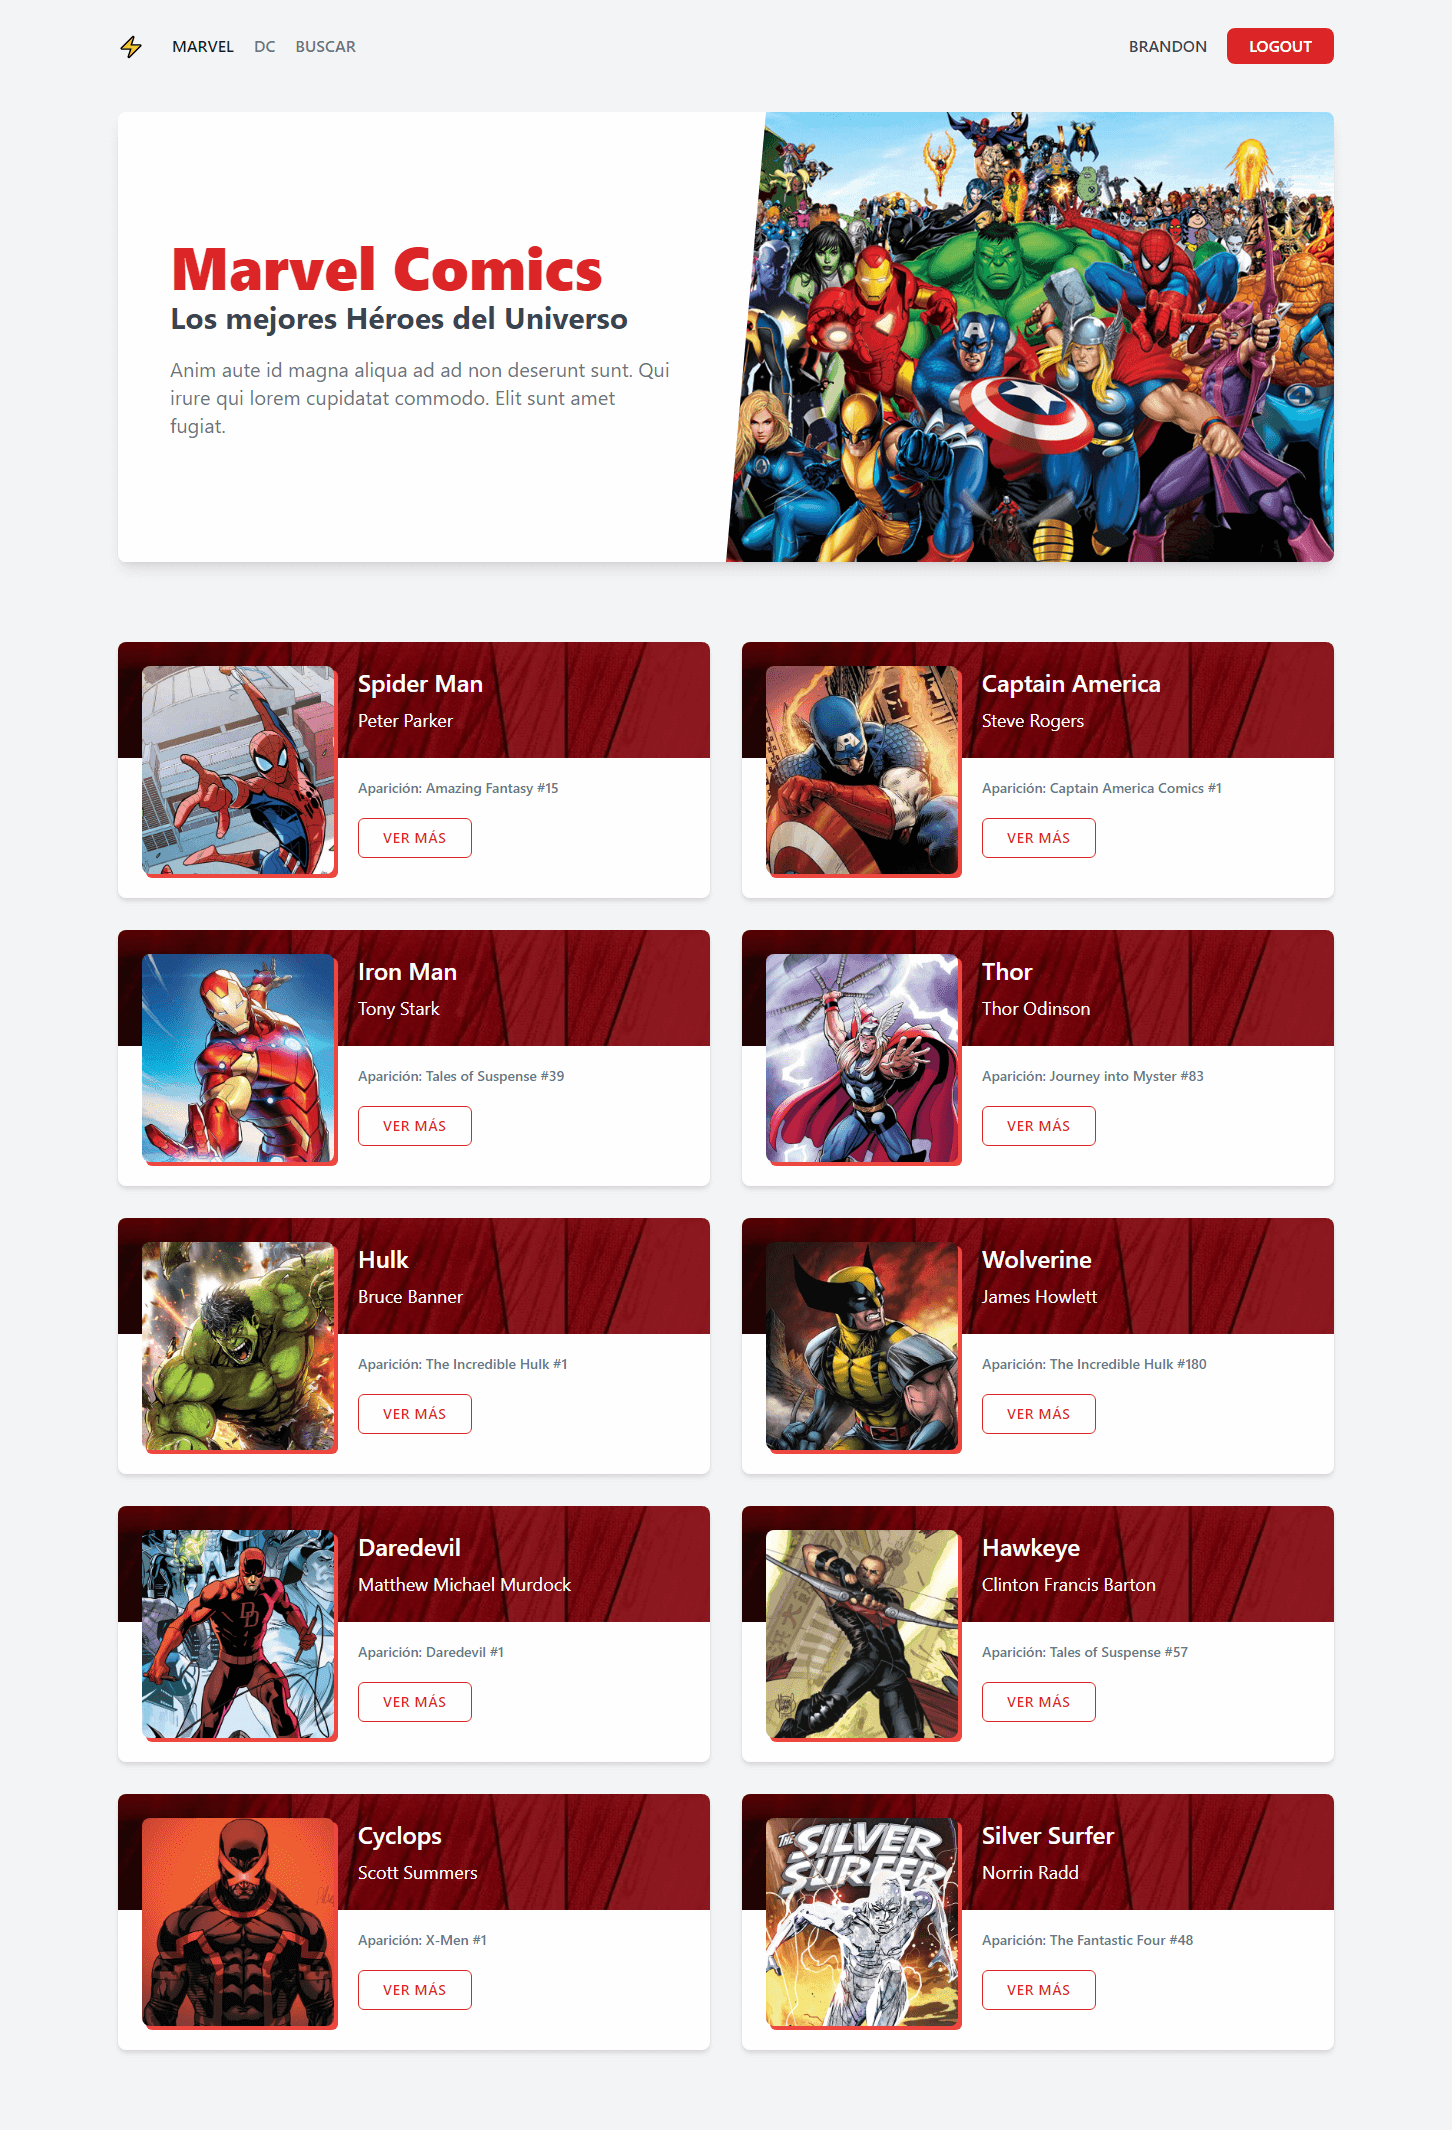 MARVEL DC BUSCAR BRANDON LOGOUT
Marvel Comics
Los mejores Héroes del Universo
Anim aute id magna aliqua ad ad non deserunt sunt. Qui
irure qui lorem cupidatat commodo. Elit sunt amet
fugiat.
Spider Man
Peter Parker
Aparición: Amazing Fantasy #15
VER MÁS
Captain America
Steve Rogers
Aparición: Captain America Comics #1
VER MÁS
Iron Man
Tony Stark
Aparición: Tales of Suspense #39
VER MÁS
Thor
Thor Odinson
Aparición: Journey into Myster #83
VER MÁS
Hulk
Bruce Banner
Aparición: The Incredible Hulk #1
VER MÁS
Wolverine
James Howlett
Aparición: The Incredible Hulk #180
VER MÁS
Daredevil
Matthew Michael Murdock
Aparición: Daredevil #1
VER MÁS
Hawkeye
Clinton Francis Barton
Aparición: Tales of Suspense #57
VER MÁS
Cyclops
Scott Summers
Aparición: X-Men #1
VER MÁS
THE SILVER
SURFER
Silver Surfer
Norrin Radd
Aparición: The Fantastic Four #48
VER MÁS